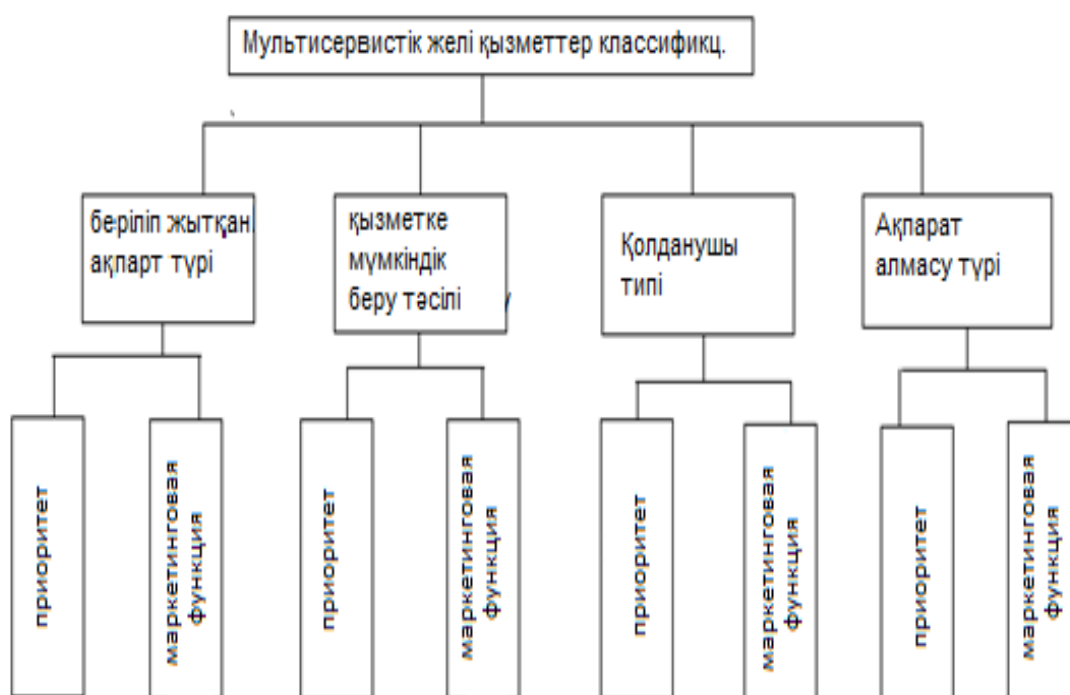 Мультисервистік желі қызметтер классификц.
беріліп жытқан
ақпарт түрі
қызметке
мүмкіндік
беру тәсілі
Қолданушы
типі
Ақпарат
алмасу түрі
приоритет
маркетинговая
функция
приоритет
маркетинговая
функция
приоритет
маркетинговая
функция
приоритет
маркетинговая
функция